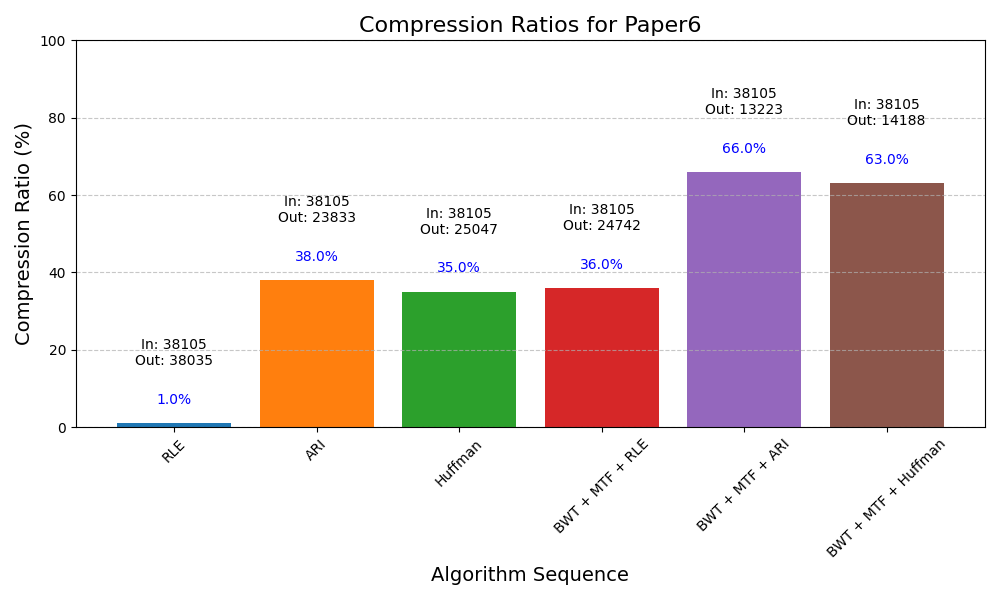 Compression Ratios for Paper6
Compression Ratio (%)
100
80
60
40
20
0
In: 38105
Out: 38035
1.0%
In: 38105
Out: 23833
38.0%
In: 38105
Out: 25047
35.0%
In: 38105
Out: 24742
36.0%
In: 38105
Out: 13223
66.0%
In: 38105
Out: 14188
63.0%
RLE
ARI
Huffman
BWT + MTF + RLE
BWT + MTF + ARI
BWT + MTF + Huffman
Algorithm Sequence